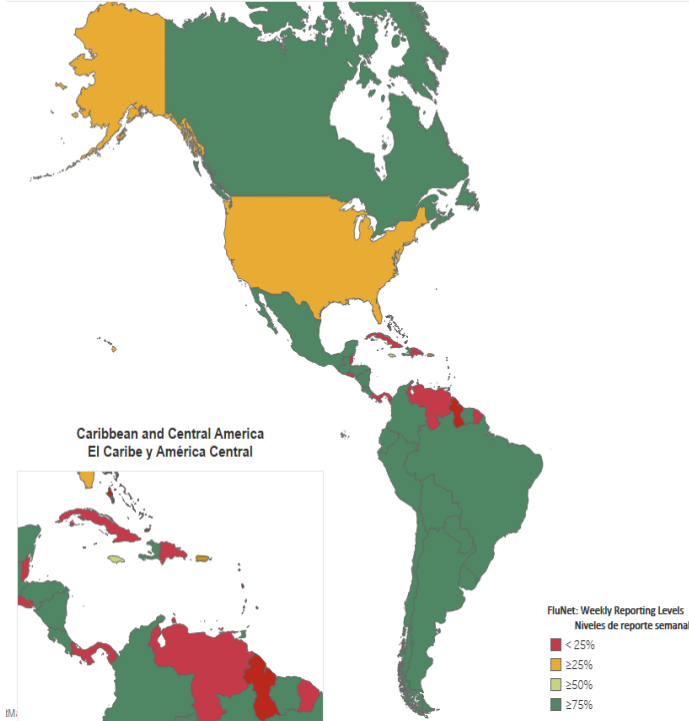 Caribbean and Central America
El Caribe y América Central
FluNet: Weekly Reporting Levels
Niveles de reporte semanal
< 25%
≥25%
≥50%
≥75%